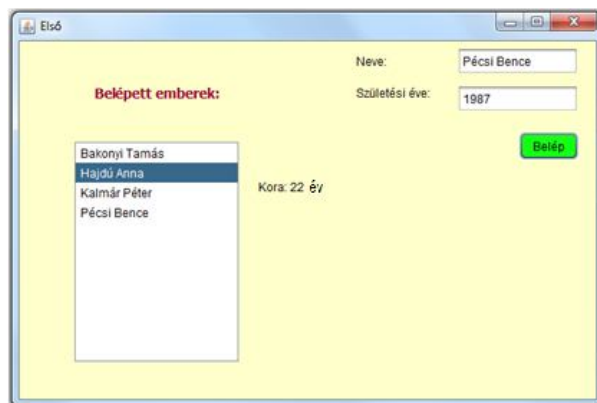 Első
Neve: Pécsi Bence
Belépett emberek:
Születési éve: 1987
Belép
Bakonyi Tamás
Hajdú Anna
Kalmár Péter
Pécsi Bence
Kora: 22 év